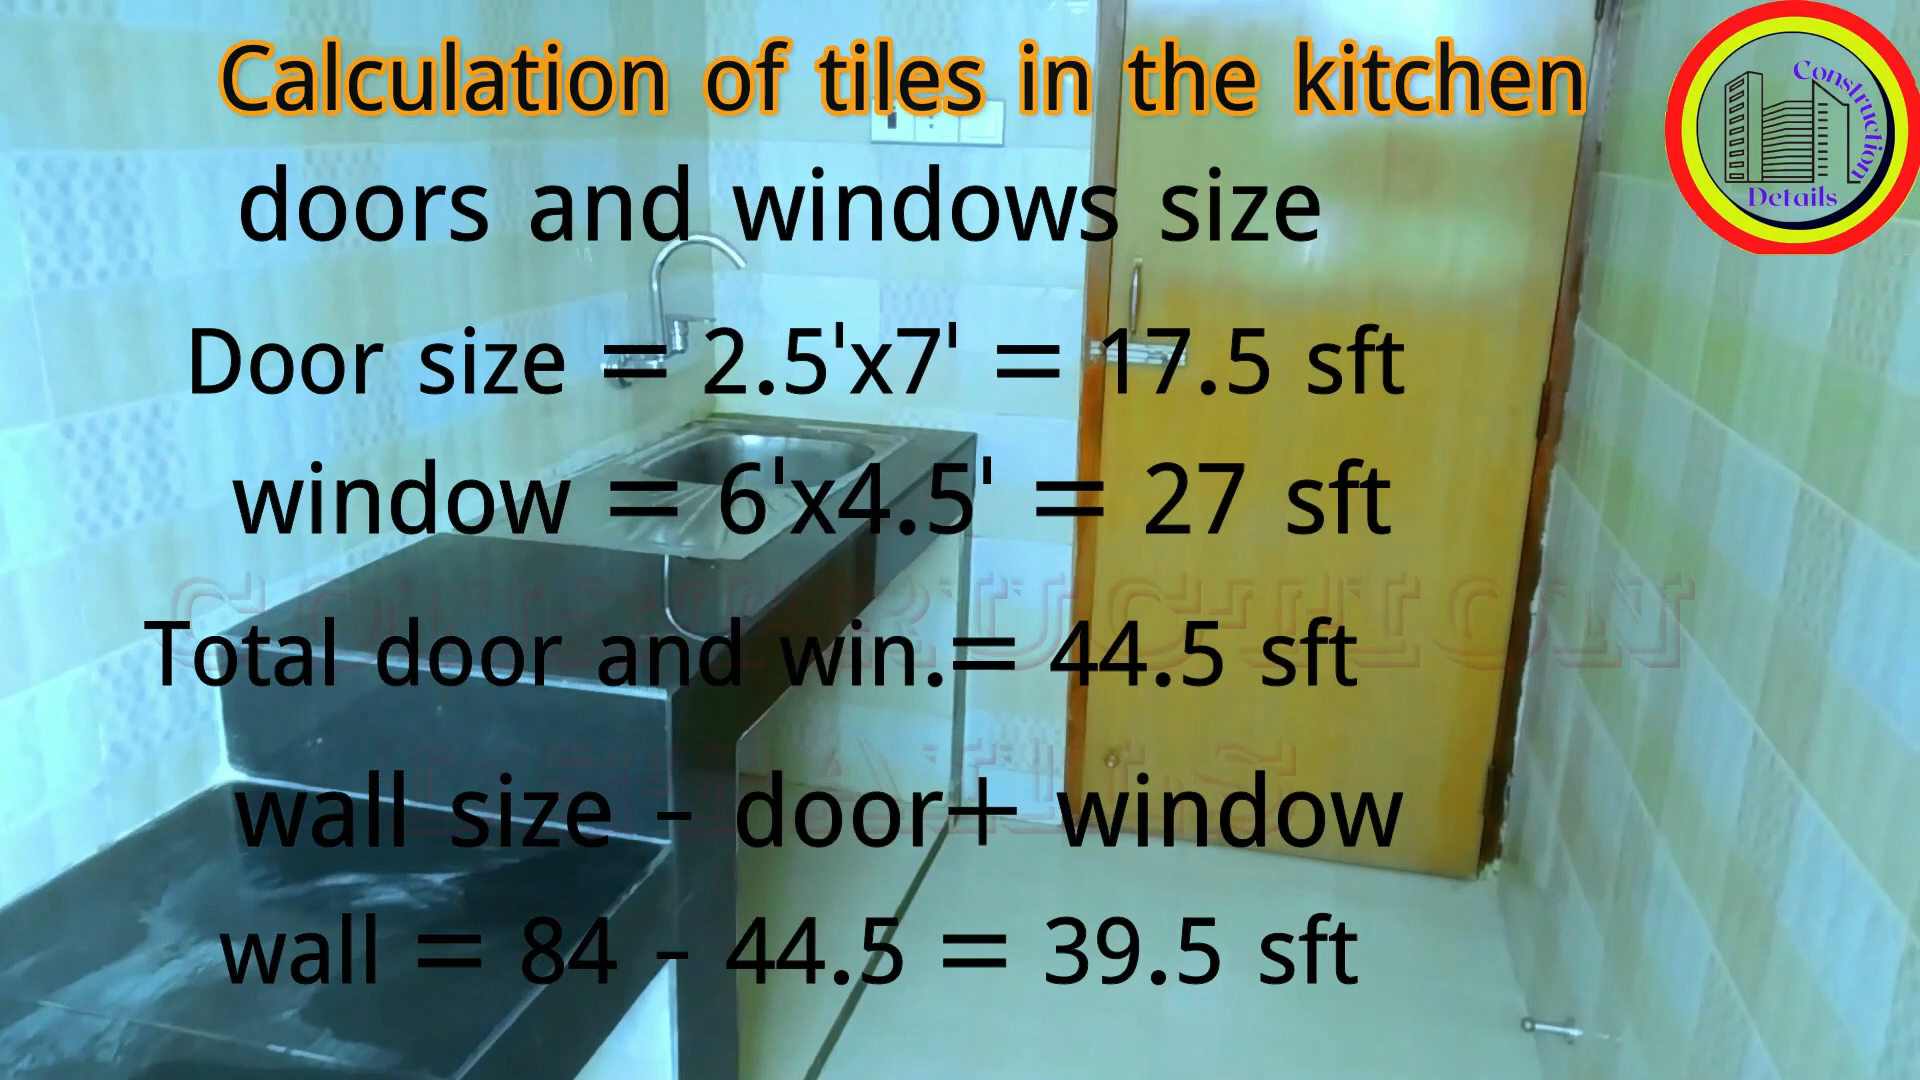 Calculation of tiles in the kitchen
Construction
Details
doors and windows size
Door size = 2.5'x7' = 17.5 sft
window = 6'x4.5' = 27 sft
Total door and win.= 44.5 sft
CONSTRUCTION
DETAILS
wall size - door+ window
wall = 84 - 44.5 = 39.5 sft